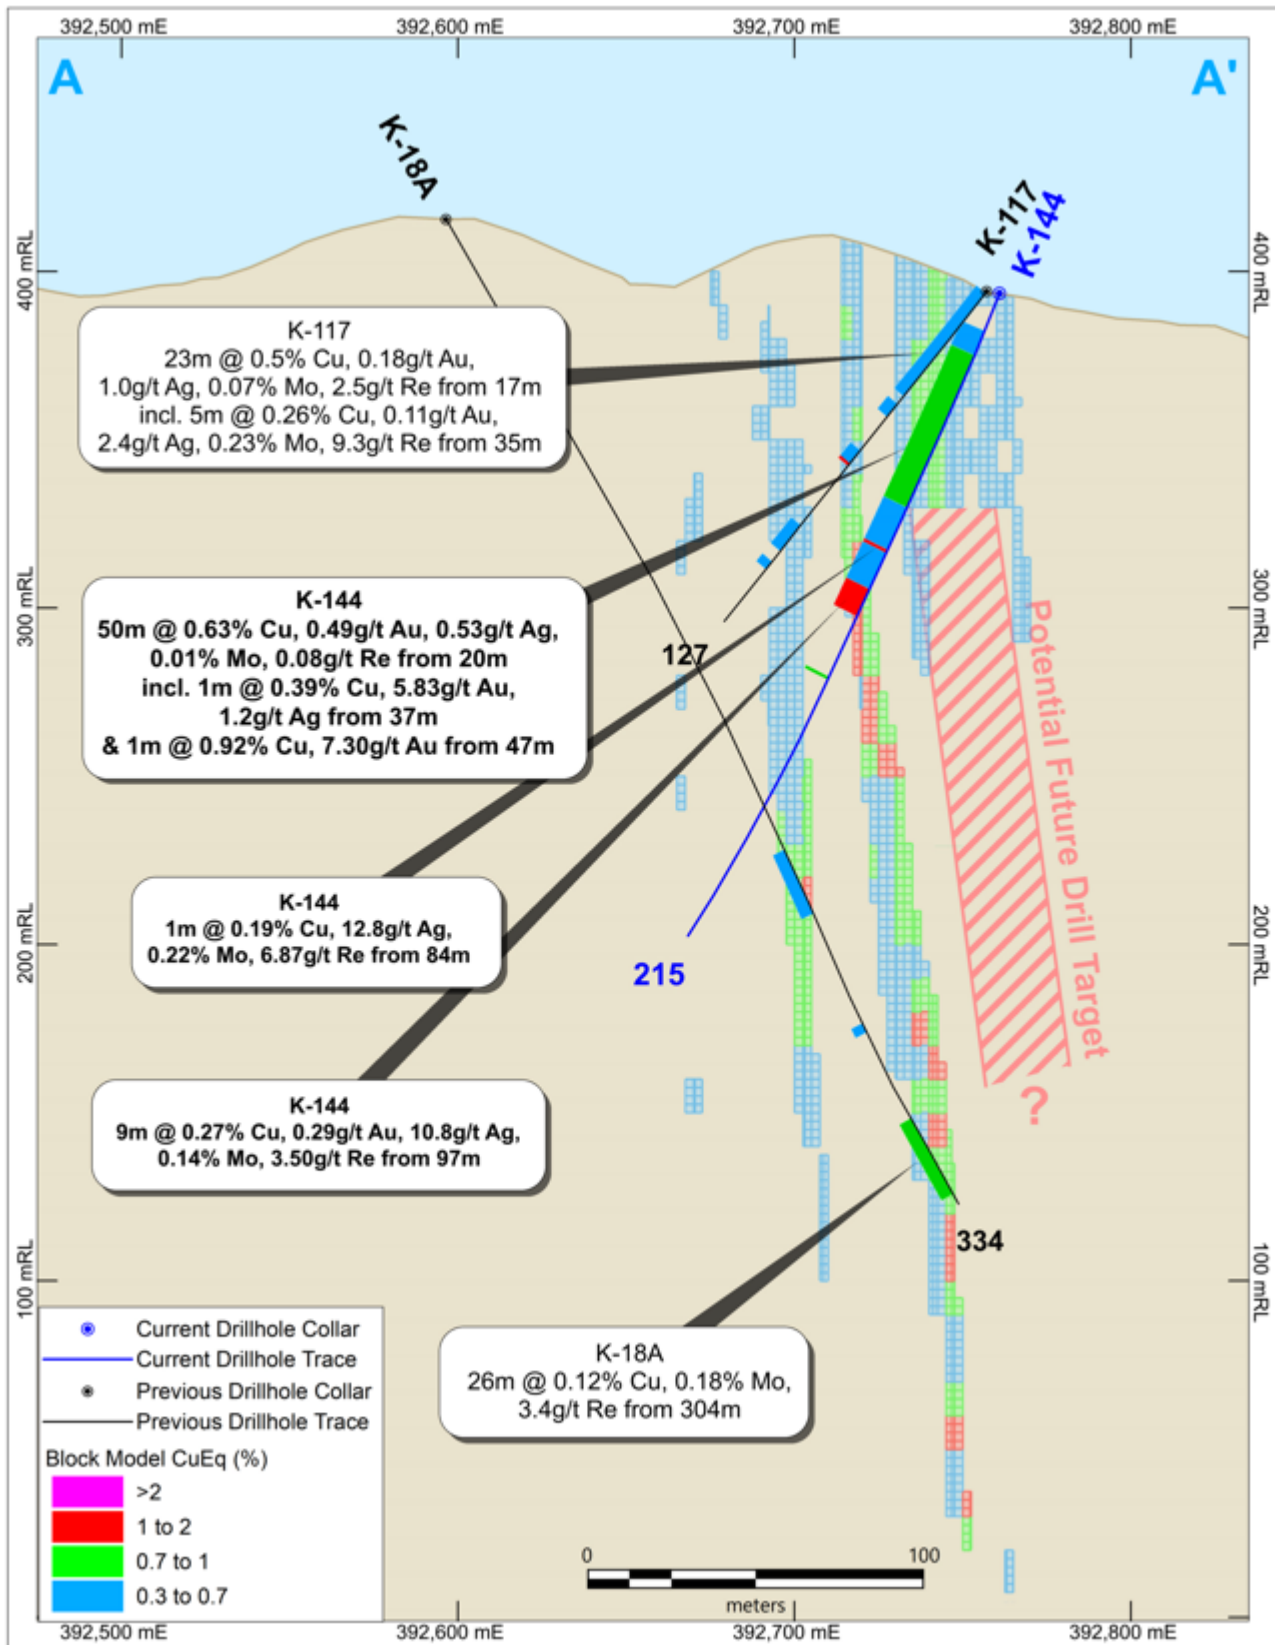 392,500 mE
392,600 mE
392,700 mE
392,800 mE
A
A'
K-18A
K-117
K-144
400 mRL
400 mRL
K-117
23m @ 0.5% Cu, 0.18g/t Au,
1.0g/t Ag, 0.07% Mo, 2.5g/t Re from 17m
incl. 5m @ 0.26% Cu, 0.11g/t Au,
2.4g/t Ag, 0.23% Mo, 9.3g/t Re from 35m
K-144
50m @ 0.63% Cu, 0.49g/t Au, 0.53g/t Ag,
0.01% Mo, 0.08g/t Re from 20m
incl. 1m @ 0.39% Cu, 5.83g/t Au,
1.2g/t Ag from 37m
& 1m @ 0.92% Cu, 7.30g/t Au from 47m
300 mRL
300 mRL
127
Potential Future Drill Target
?
K-144
1m @ 0.19% Cu, 12.8g/t Ag,
0.22% Mo, 6.87g/t Re from 84m
215
200 mRL
200 mRL
K-144
9m @ 0.27% Cu, 0.29g/t Au, 10.8g/t Ag,
0.14% Mo, 3.50g/t Re from 97m
334
100 mRL
100 mRL
K-18A
26m @ 0.12% Cu, 0.18% Mo,
3.4g/t Re from 304m
Current Drillhole Collar
Current Drillhole Trace
Previous Drillhole Collar
Previous Drillhole Trace
Block Model CuEq (%)
>2
1 to 2
0.7 to 1
0.3 to 0.7
0
100
meters
392,500 mE
392,600 mE
392,700 mE
392,800 mE